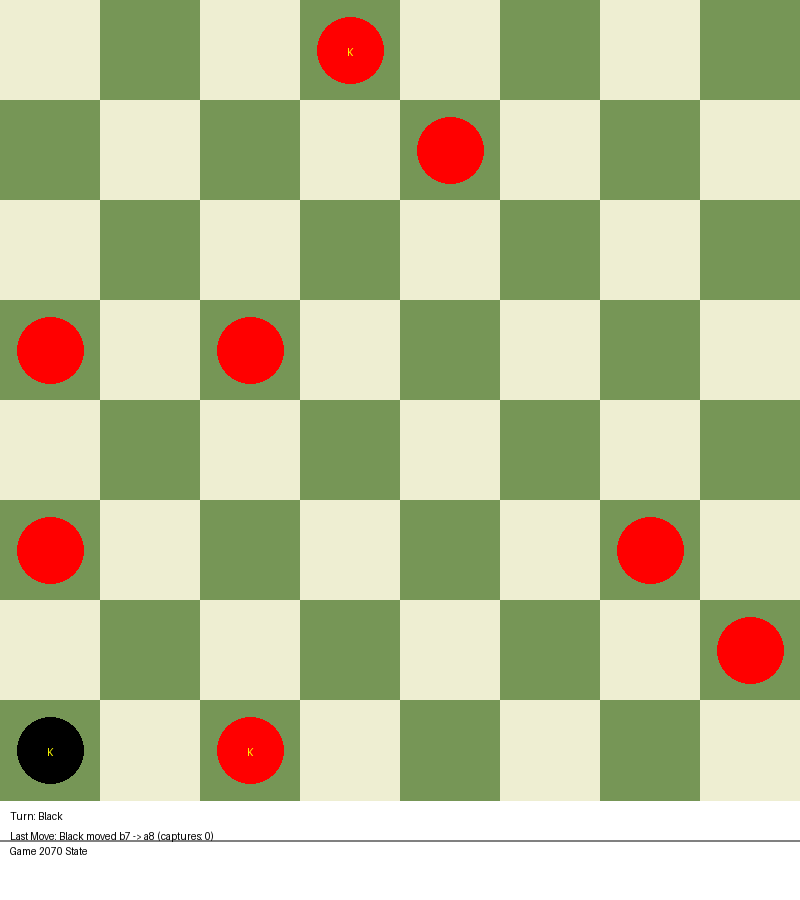 K
K
K
Turn: Black
Last Move: Black moved b7 -> a8 (captures: 0)
Game 2070 State